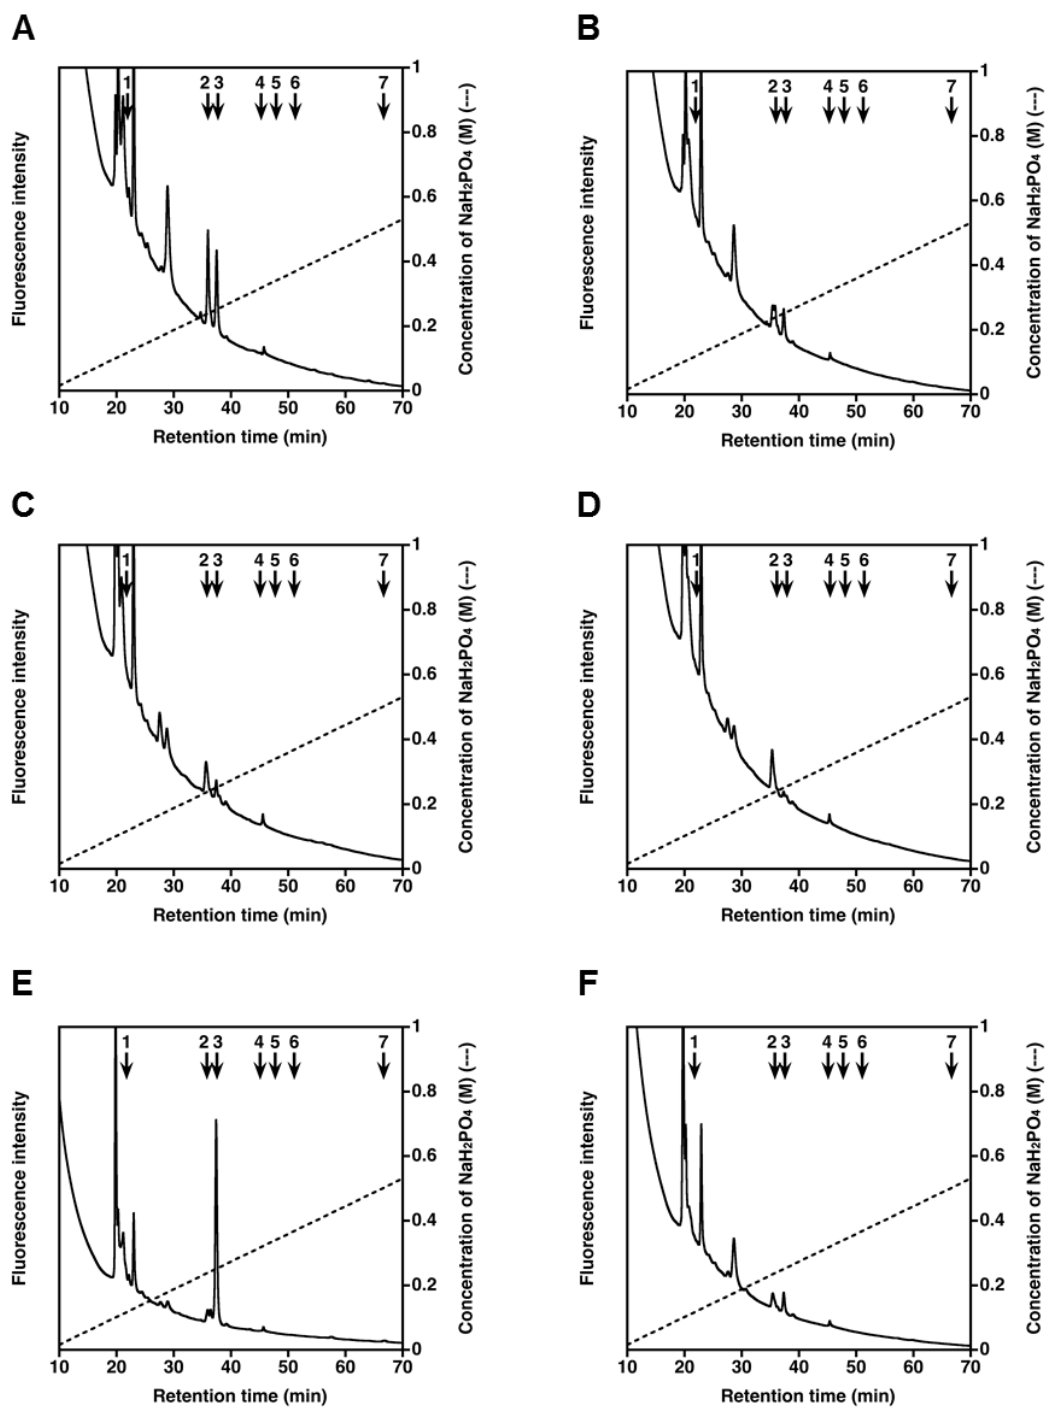 A
B
1 2 3 4 5 6 7
1 2 3 4 5 6 7
Fluorescence intensity
1
0.8
0.6
0.4
0.2
0
Concentration of NaH2PO4 (M) (---)
Fluorescence intensity
1
0.8
0.6
0.4
0.2
0
Concentration of NaH2PO4 (M) (---)
10 20 30 40 50 60 70
10 20 30 40 50 60 70
Retention time (min)
Retention time (min)
C
D
1 2 3 4 5 6 7
1 2 3 4 5 6 7
Fluorescence intensity
1
0.8
0.6
0.4
0.2
0
Concentration of NaH2PO4 (M) (---)
Fluorescence intensity
1
0.8
0.6
0.4
0.2
0
Concentration of NaH2PO4 (M) (---)
10 20 30 40 50 60 70
10 20 30 40 50 60 70
Retention time (min)
Retention time (min)
E
F
1 2 3 4 5 6 7
1 2 3 4 5 6 7
Fluorescence intensity
1
0.8
0.6
0.4
0.2
0
Concentration of NaH2PO4 (M) (---)
Fluorescence intensity
1
0.8
0.6
0.4
0.2
0
Concentration of NaH2PO4 (M) (---)
10 20 30 40 50 60 70
10 20 30 40 50 60 70
Retention time (min)
Retention time (min)